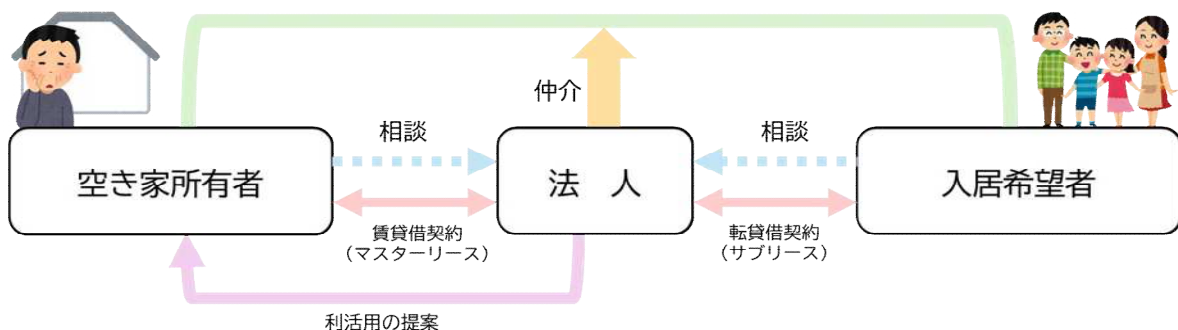 仲介
相談
相談
空き家所有者
法　人
入居希望者
賃貸借契約
（マスターリース）
転貸借契約
（サブリース）
利活用の提案